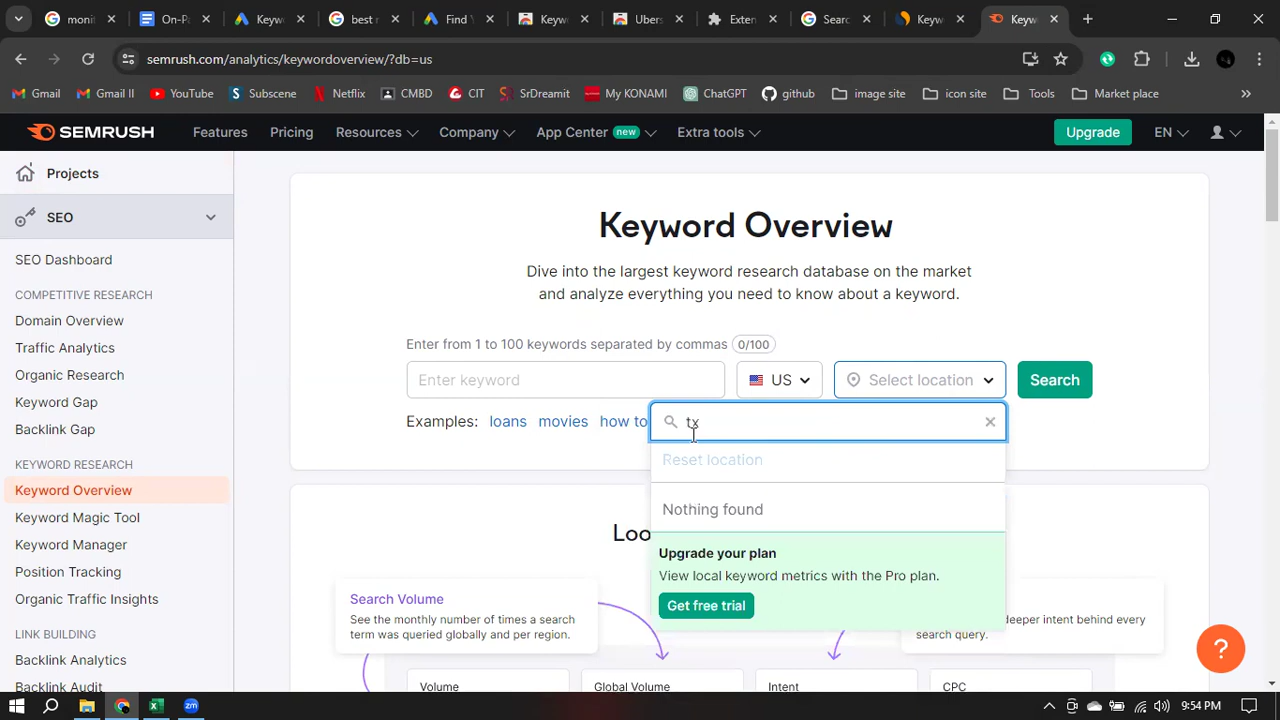 monit
On-Pa
Keywo
best r
Find V
Keywo
Ubers
Exten
Searc
Keyw
Keyw
semrush.com/analytics/keywordoverview/?db=us
Gmail
Gmail II
YouTube
Subscene
Netflix
CMBD
CIT
SrDreamit
My KONAMI
ChatGPT
github
image site
icon site
Tools
Market place
SEMRUSH
Features
Pricing
Resources
Company
App Center new
Extra tools
Upgrade
EN
Projects
SEO
SEO Dashboard
COMPETITIVE RESEARCH
Domain Overview
Traffic Analytics
Organic Research
Keyword Gap
Backlink Gap
KEYWORD RESEARCH
Keyword Overview
Keyword Magic Tool
Keyword Manager
Position Tracking
Organic Traffic Insights
LINK BUILDING
Backlink Analytics
Backlink Audit
Keyword Overview
Dive into the largest keyword research database on the market
and analyze everything you need to know about a keyword.
Enter from 1 to 100 keywords separated by commas 0/100
Enter keyword
US
Select location
Search
Examples: loans movies how to
tx
Reset location
Nothing found
Upgrade your plan
View local keyword metrics with the Pro plan.
Get free trial
Loo
Search Volume
See the monthly number of times a search
term was queried globally and per region.
deeper intent behind every
search query.
Volume
Global Volume
Intent
CPC
?
9:54 PM